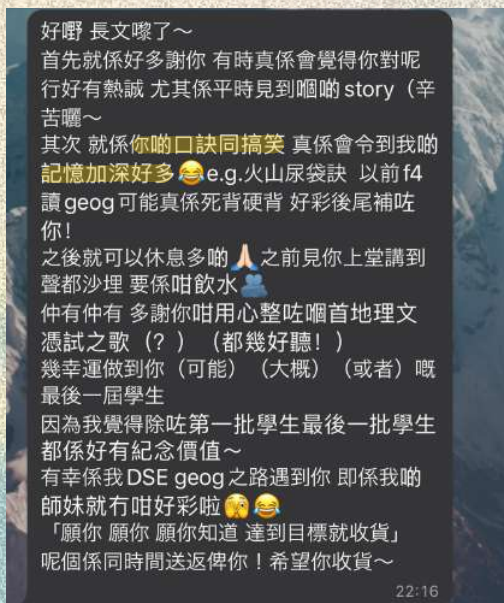 好嘢 長文嚟了～
首先就係好多謝你 有時真係會覺得你對呢
行好有熱誠 尤其係平時見到嗰啲 story（辛
苦曬～
其次 就係你啲口訣同搞笑 真係會令到我啲
記憶加深好多😂e.g.火山尿袋訣 以前 f4
讀 geog 可能真係死背硬背 好彩後尾補咗
你！
之後就可以休息多啲🙏🏻之前見你上堂講到
聲都沙埋 要係咁飲水🫂
仲有仲有 多謝你咁用心整咗嗰首地理文
憑試之歌（？）（都幾好聽！）
幾幸運做到你（可能）（大概）（或者）嘅
最後一屆學生
因為我覺得除咗第一批學生最後一批學生
都係好有紀念價值～
有幸係我 DSE geog 之路遇到你 即係我啲
師妹就冇咁好彩啦🫣😂
「願你 願你 願你知道 達到目標就收貨」
呢個係同時間送返俾你！希望你收貨～
22:16